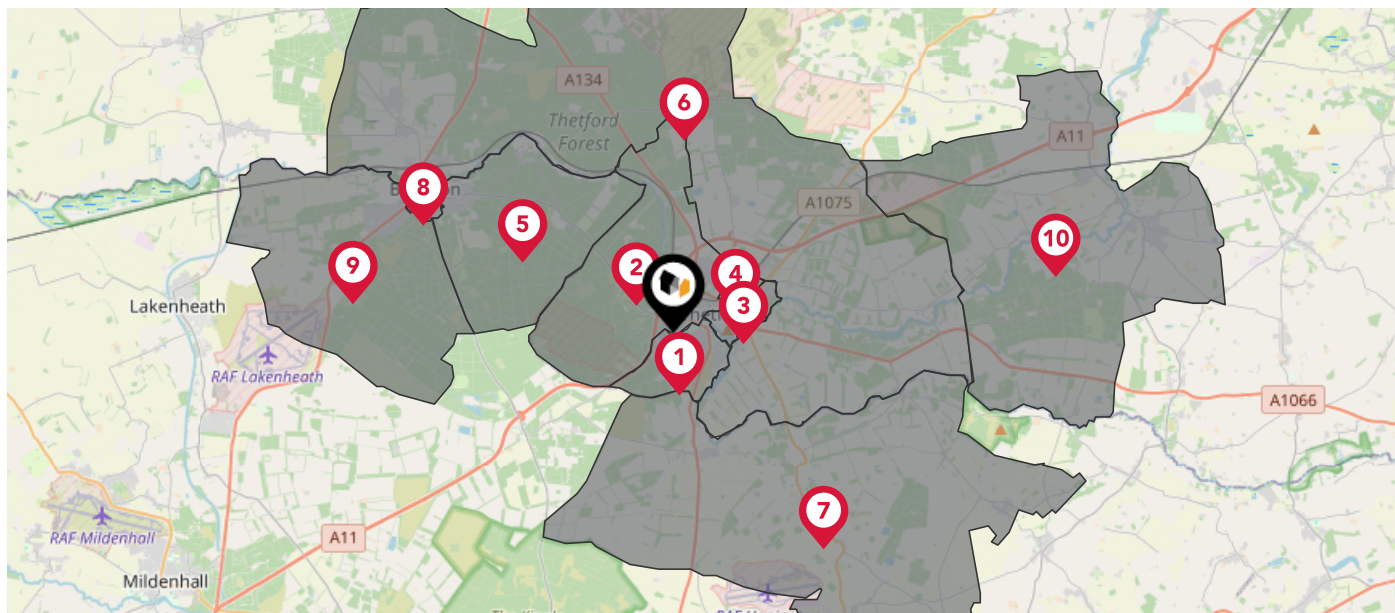 A134
6
Thetford
Forest
A11
8
A1075
5
10
2
9
4
3
Lakenheath
1
RAF Lakenheath
A1066
7
A11
RAF Mildenhall
Mildenhall